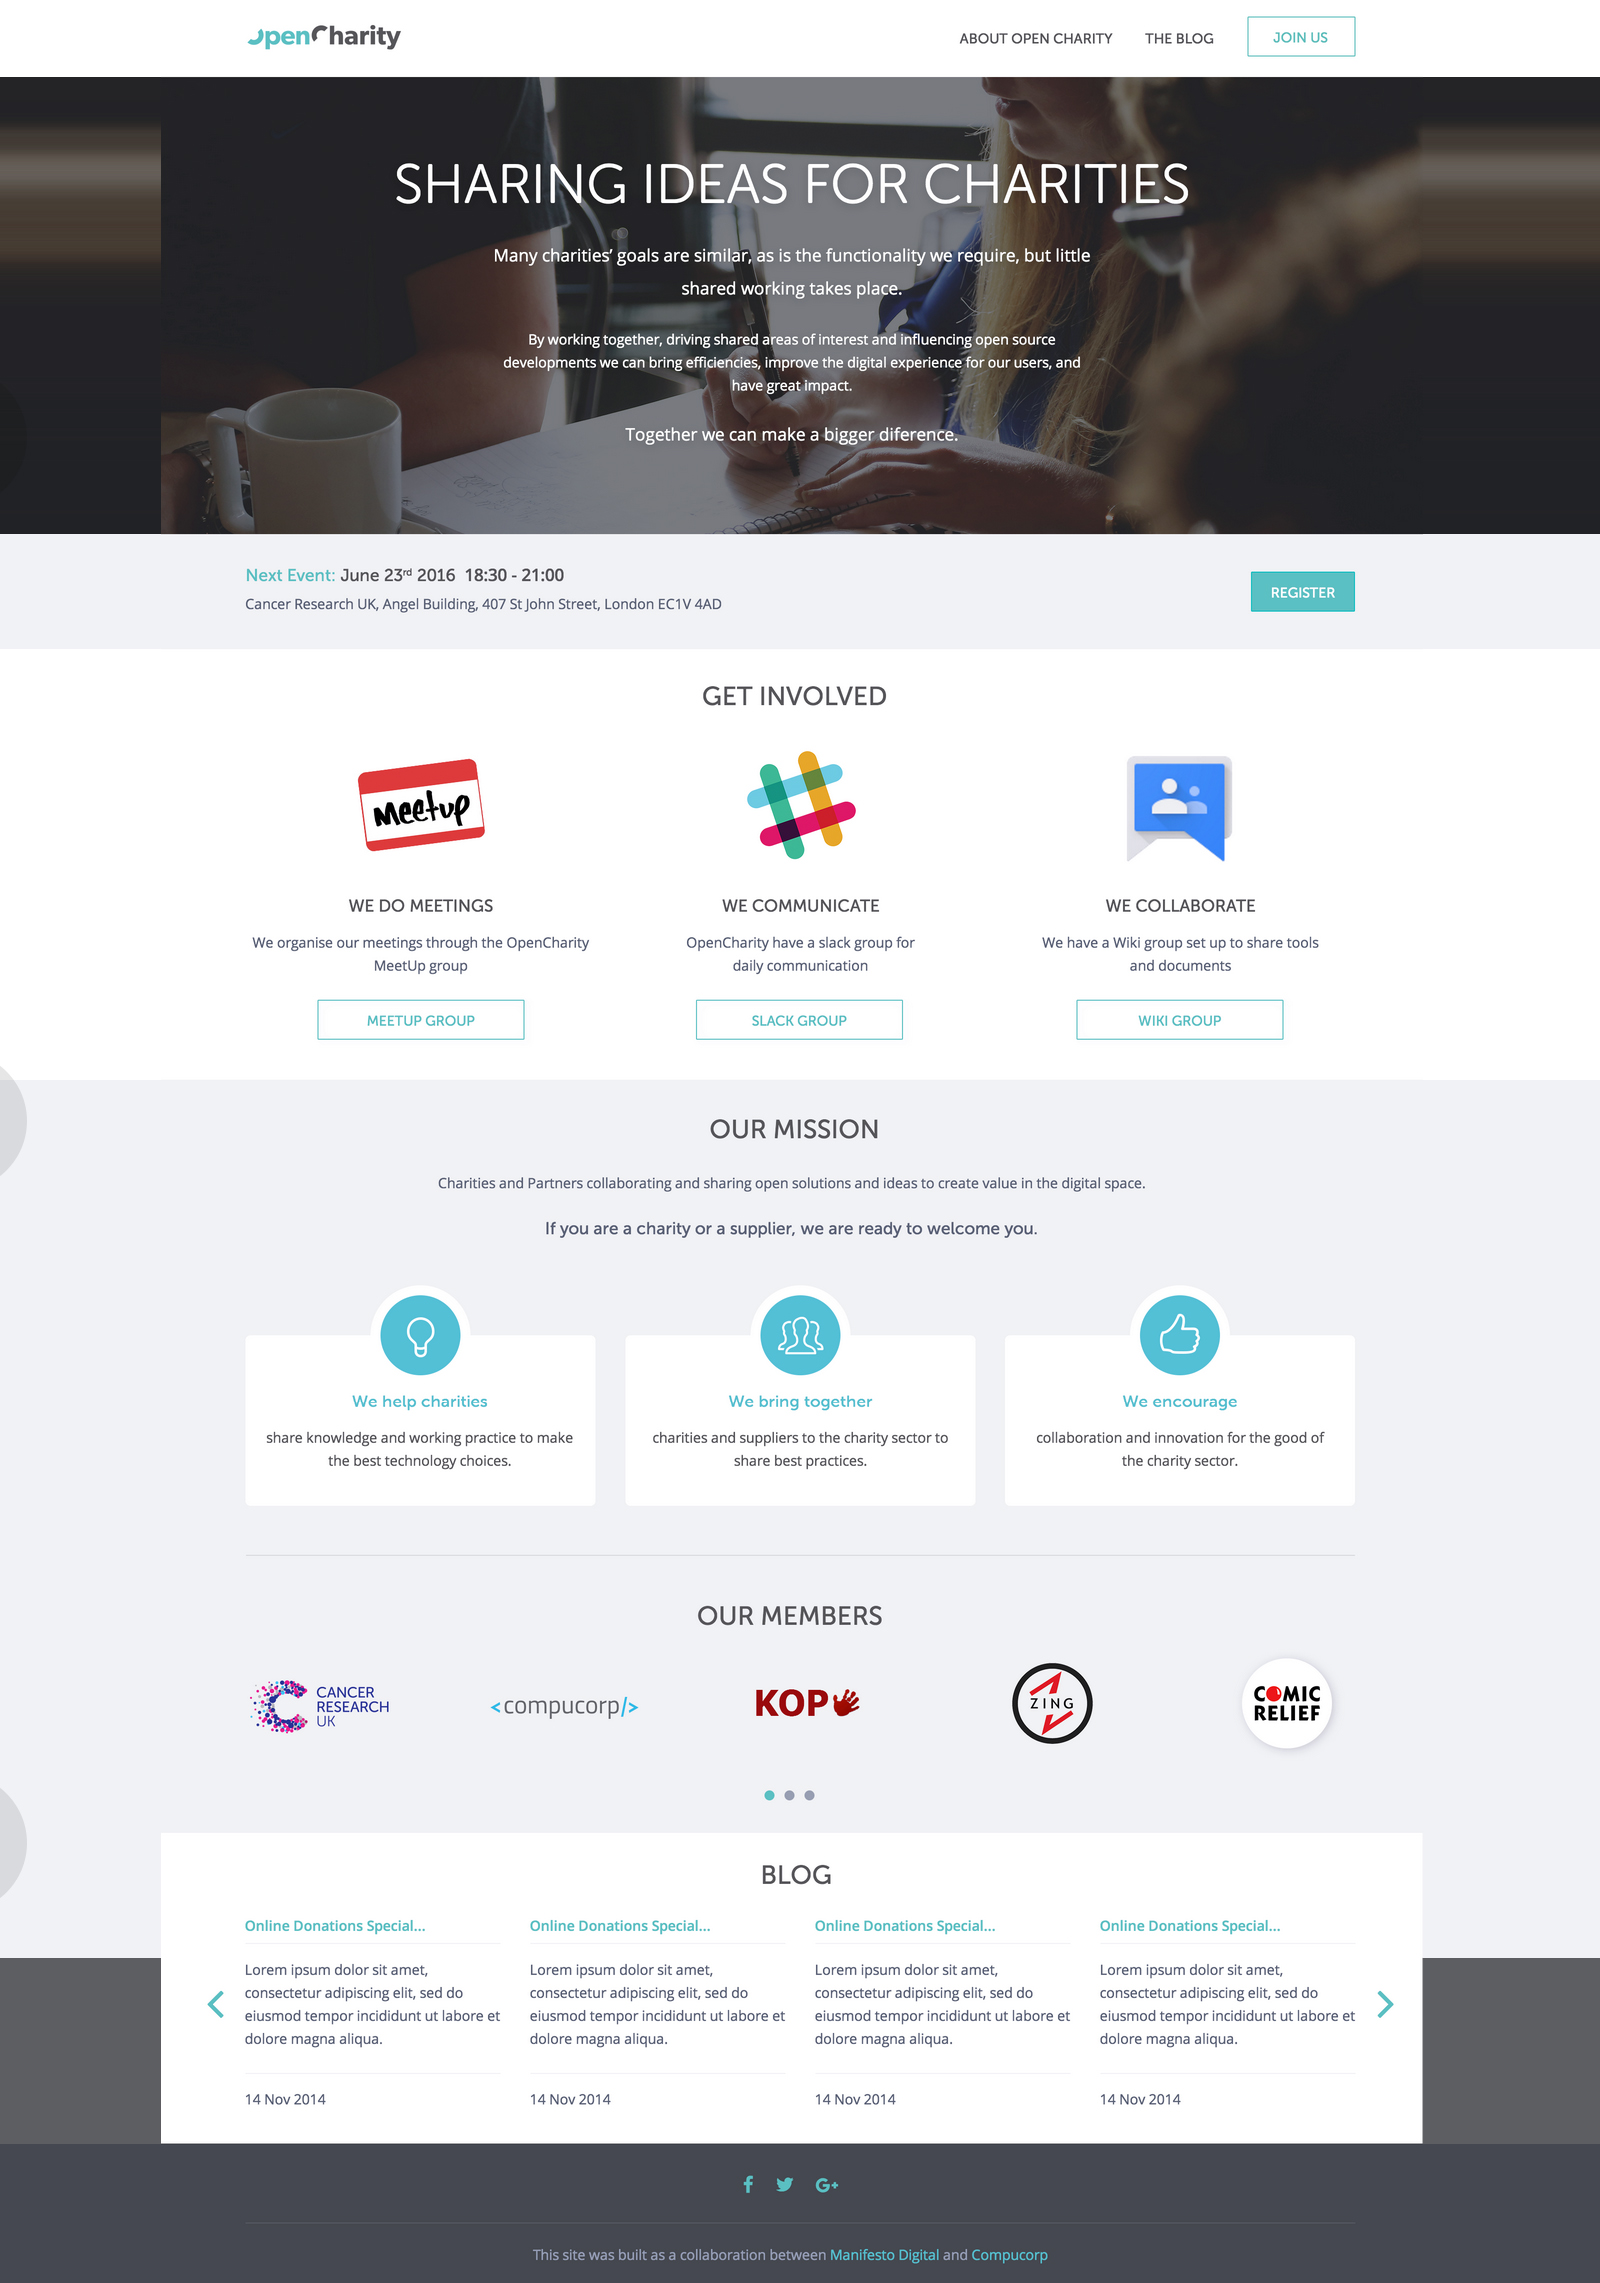 OpenCharity
ABOUT OPEN CHARITY
THE BLOG
JOIN US
SHARING IDEAS FOR CHARITIES
Many charities’ goals are similar, as is the functionality we require, but little
shared working takes place.
By working together, driving shared areas of interest and influencing open source
developments we can bring efficiencies, improve the digital experience for our users, and
have great impact.
Together we can make a bigger diference.
Next Event: June 23rd 2016 18:30 - 21:00
Cancer Research UK, Angel Building, 407 St John Street, London EC1V 4AD
REGISTER
GET INVOLVED
meetup
WE DO MEETINGS
We organise our meetings through the OpenCharity
MeetUp group
MEETUP GROUP
WE COMMUNICATE
OpenCharity have a slack group for
daily communication
SLACK GROUP
WE COLLABORATE
We have a Wiki group set up to share tools
and documents
WIKI GROUP
OUR MISSION
Charities and Partners collaborating and sharing open solutions and ideas to create value in the digital space.
If you are a charity or a supplier, we are ready to welcome you.
We help charities
share knowledge and working practice to make
the best technology choices.
We bring together
charities and suppliers to the charity sector to
share best practices.
We encourage
collaboration and innovation for the good of
the charity sector.
OUR MEMBERS
CANCER
RESEARCH
UK
<compucorp/>
KOP
ZING
COMIC
RELIEF
BLOG
Online Donations Special...
Lorem ipsum dolor sit amet,
consectetur adipiscing elit, sed do
eiusmod tempor incididunt ut labore et
dolore magna aliqua.
14 Nov 2014
Online Donations Special...
Lorem ipsum dolor sit amet,
consectetur adipiscing elit, sed do
eiusmod tempor incididunt ut labore et
dolore magna aliqua.
14 Nov 2014
Online Donations Special...
Lorem ipsum dolor sit amet,
consectetur adipiscing elit, sed do
eiusmod tempor incididunt ut labore et
dolore magna aliqua.
14 Nov 2014
Online Donations Special...
Lorem ipsum dolor sit amet,
consectetur adipiscing elit, sed do
eiusmod tempor incididunt ut labore et
dolore magna aliqua.
14 Nov 2014
f
G+
This site was built as a collaboration between Manifesto Digital and Compucorp